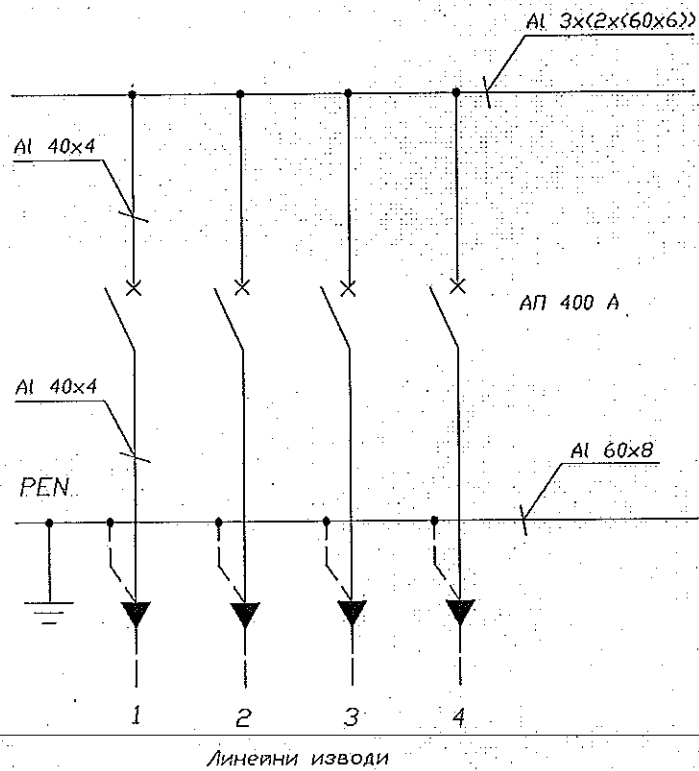 Al 3x(2x(60x6))
Al 40x4
АП 400 А
Al 40x4
Al 60x8
PEN
1 2 3 4
Линейни изводи